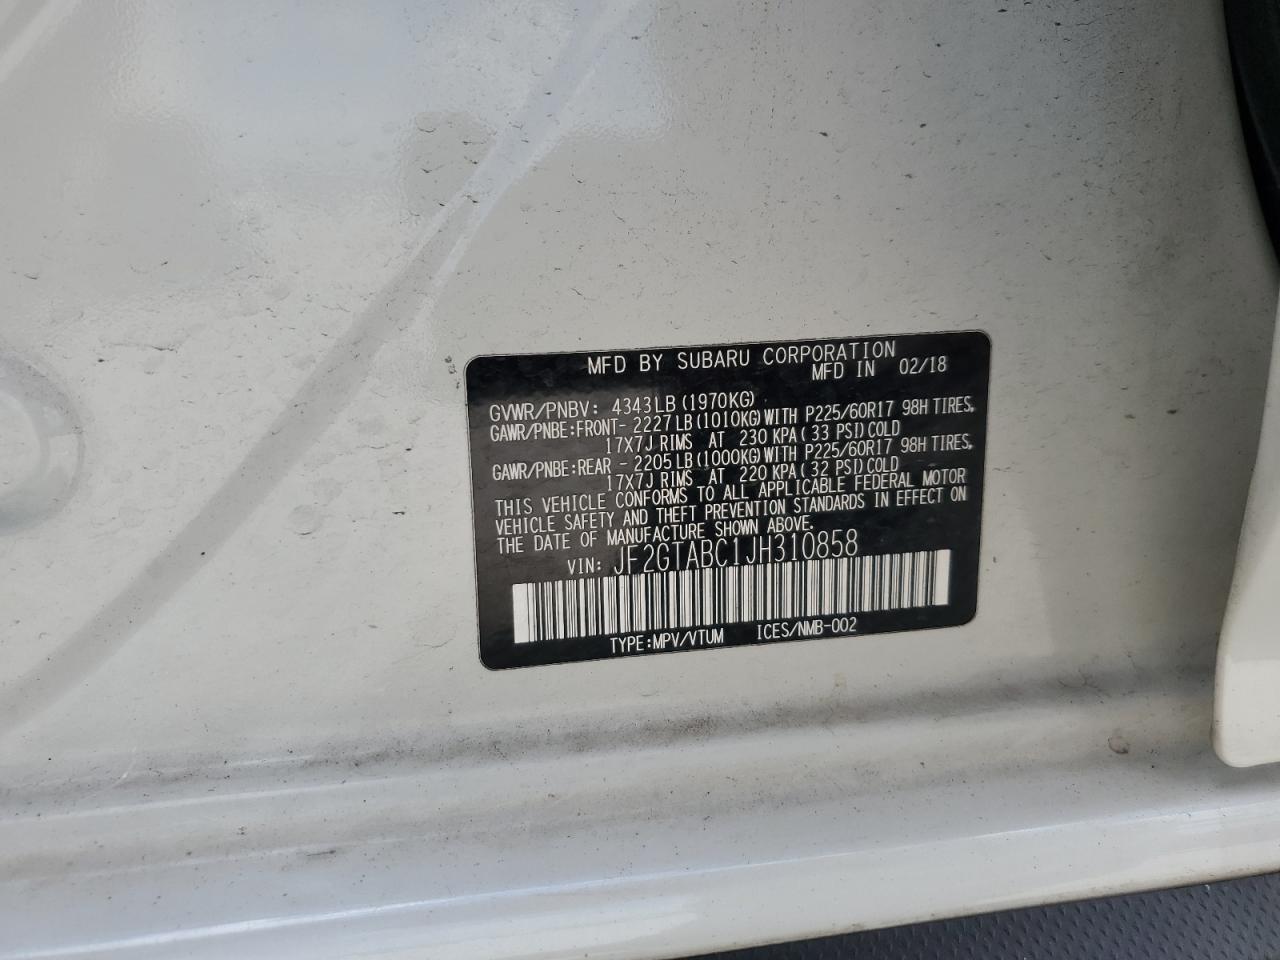 MFD BY SUBARU CORPORATION
MFD IN 02/18
GVWR/PNBV: 4343LB(1970KG)
GAWR/PNBE:FRONT- 2227LB(1010KG)WITH P225/60R17 98H TIRES,
17X7J RIMS AT 230 KPA( 33 PSI)COLD
GAWR/PNBE:REAR - 2205LB(1000KG)WITH P225/60R17 98H TIRES,
17X7J RIMS AT 220 KPA( 32 PSI)COLD
THIS VEHICLE CONFORMS TO ALL APPLICABLE FEDERAL MOTOR
VEHICLE SAFETY AND THEFT PREVENTION STANDARDS IN EFFECT ON
THE DATE OF MANUFACTURE SHOWN ABOVE.
VIN: JF2GTABC1JH310858
TYPE:MPV/VTUM ICES/NMB-002